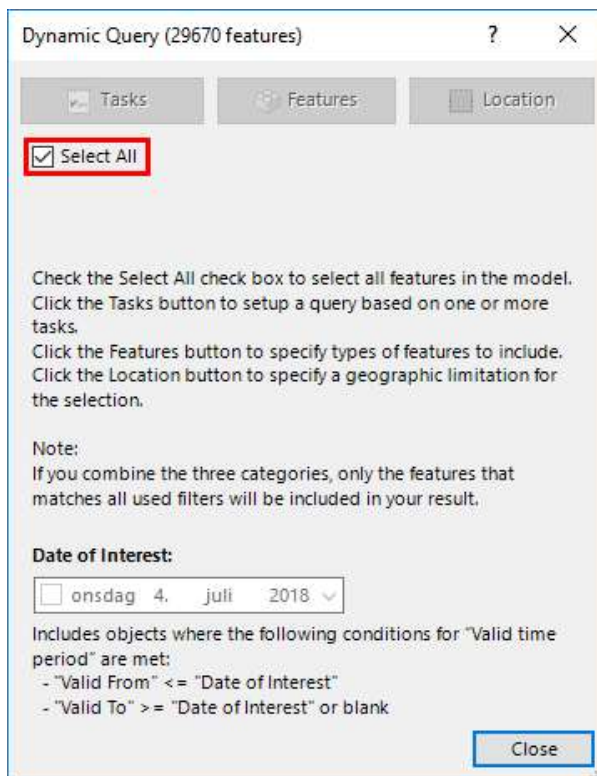 Dynamic Query (29670 features) ? X
Tasks Features Location
Select All
Check the Select All check box to select all features in the model.
Click the Tasks button to setup a query based on one or more
tasks.
Click the Features button to specify types of features to include.
Click the Location button to specify a geographic limitation for
the selection.
Note:
If you combine the three categories, only the features that
matches all used filters will be included in your result.
Date of Interest:
onsdag 4. juli 2018
Includes objects where the following conditions for "Valid time
period" are met:
- "Valid From" <= "Date of Interest"
- "Valid To" >= "Date of Interest" or blank
Close